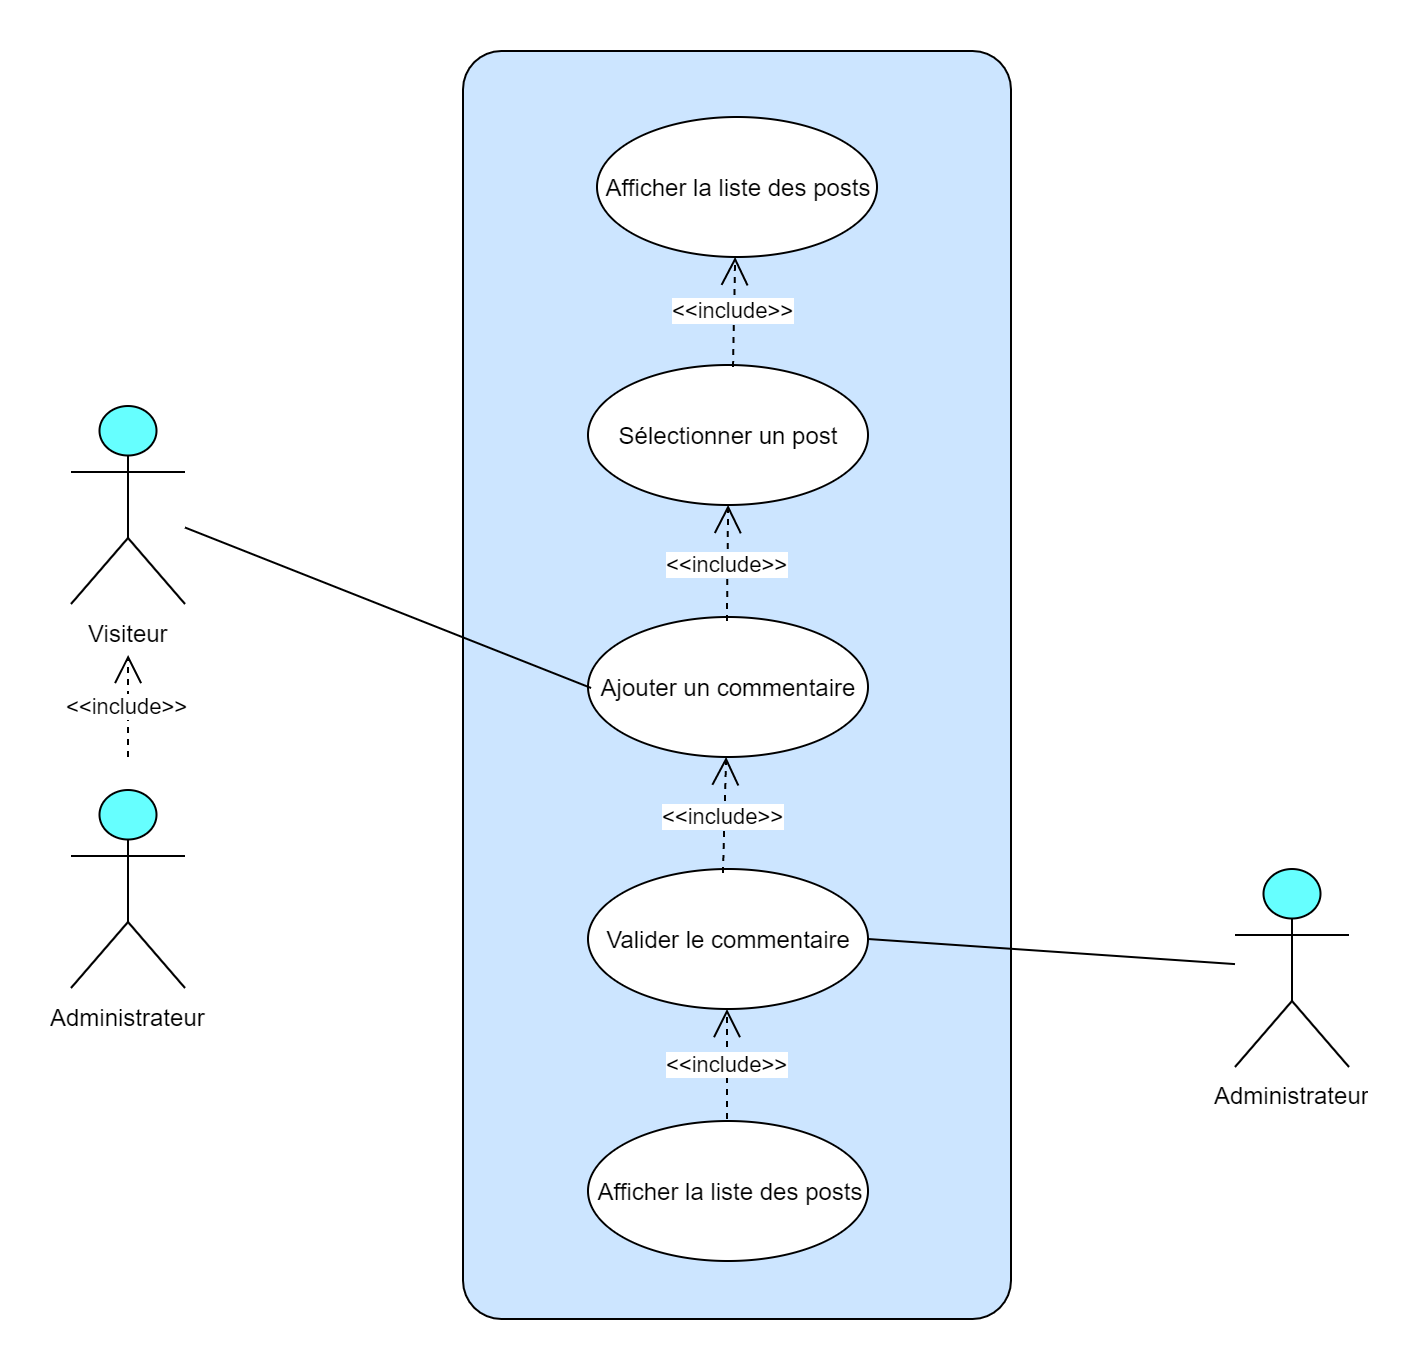 Afficher la liste des posts
<<include>>
Sélectionner un post
<<include>>
Visiteur
Ajouter un commentaire
<<include>>
<<include>>
Valider le commentaire
Administrateur
<<include>>
Administrateur
Afficher la liste des posts